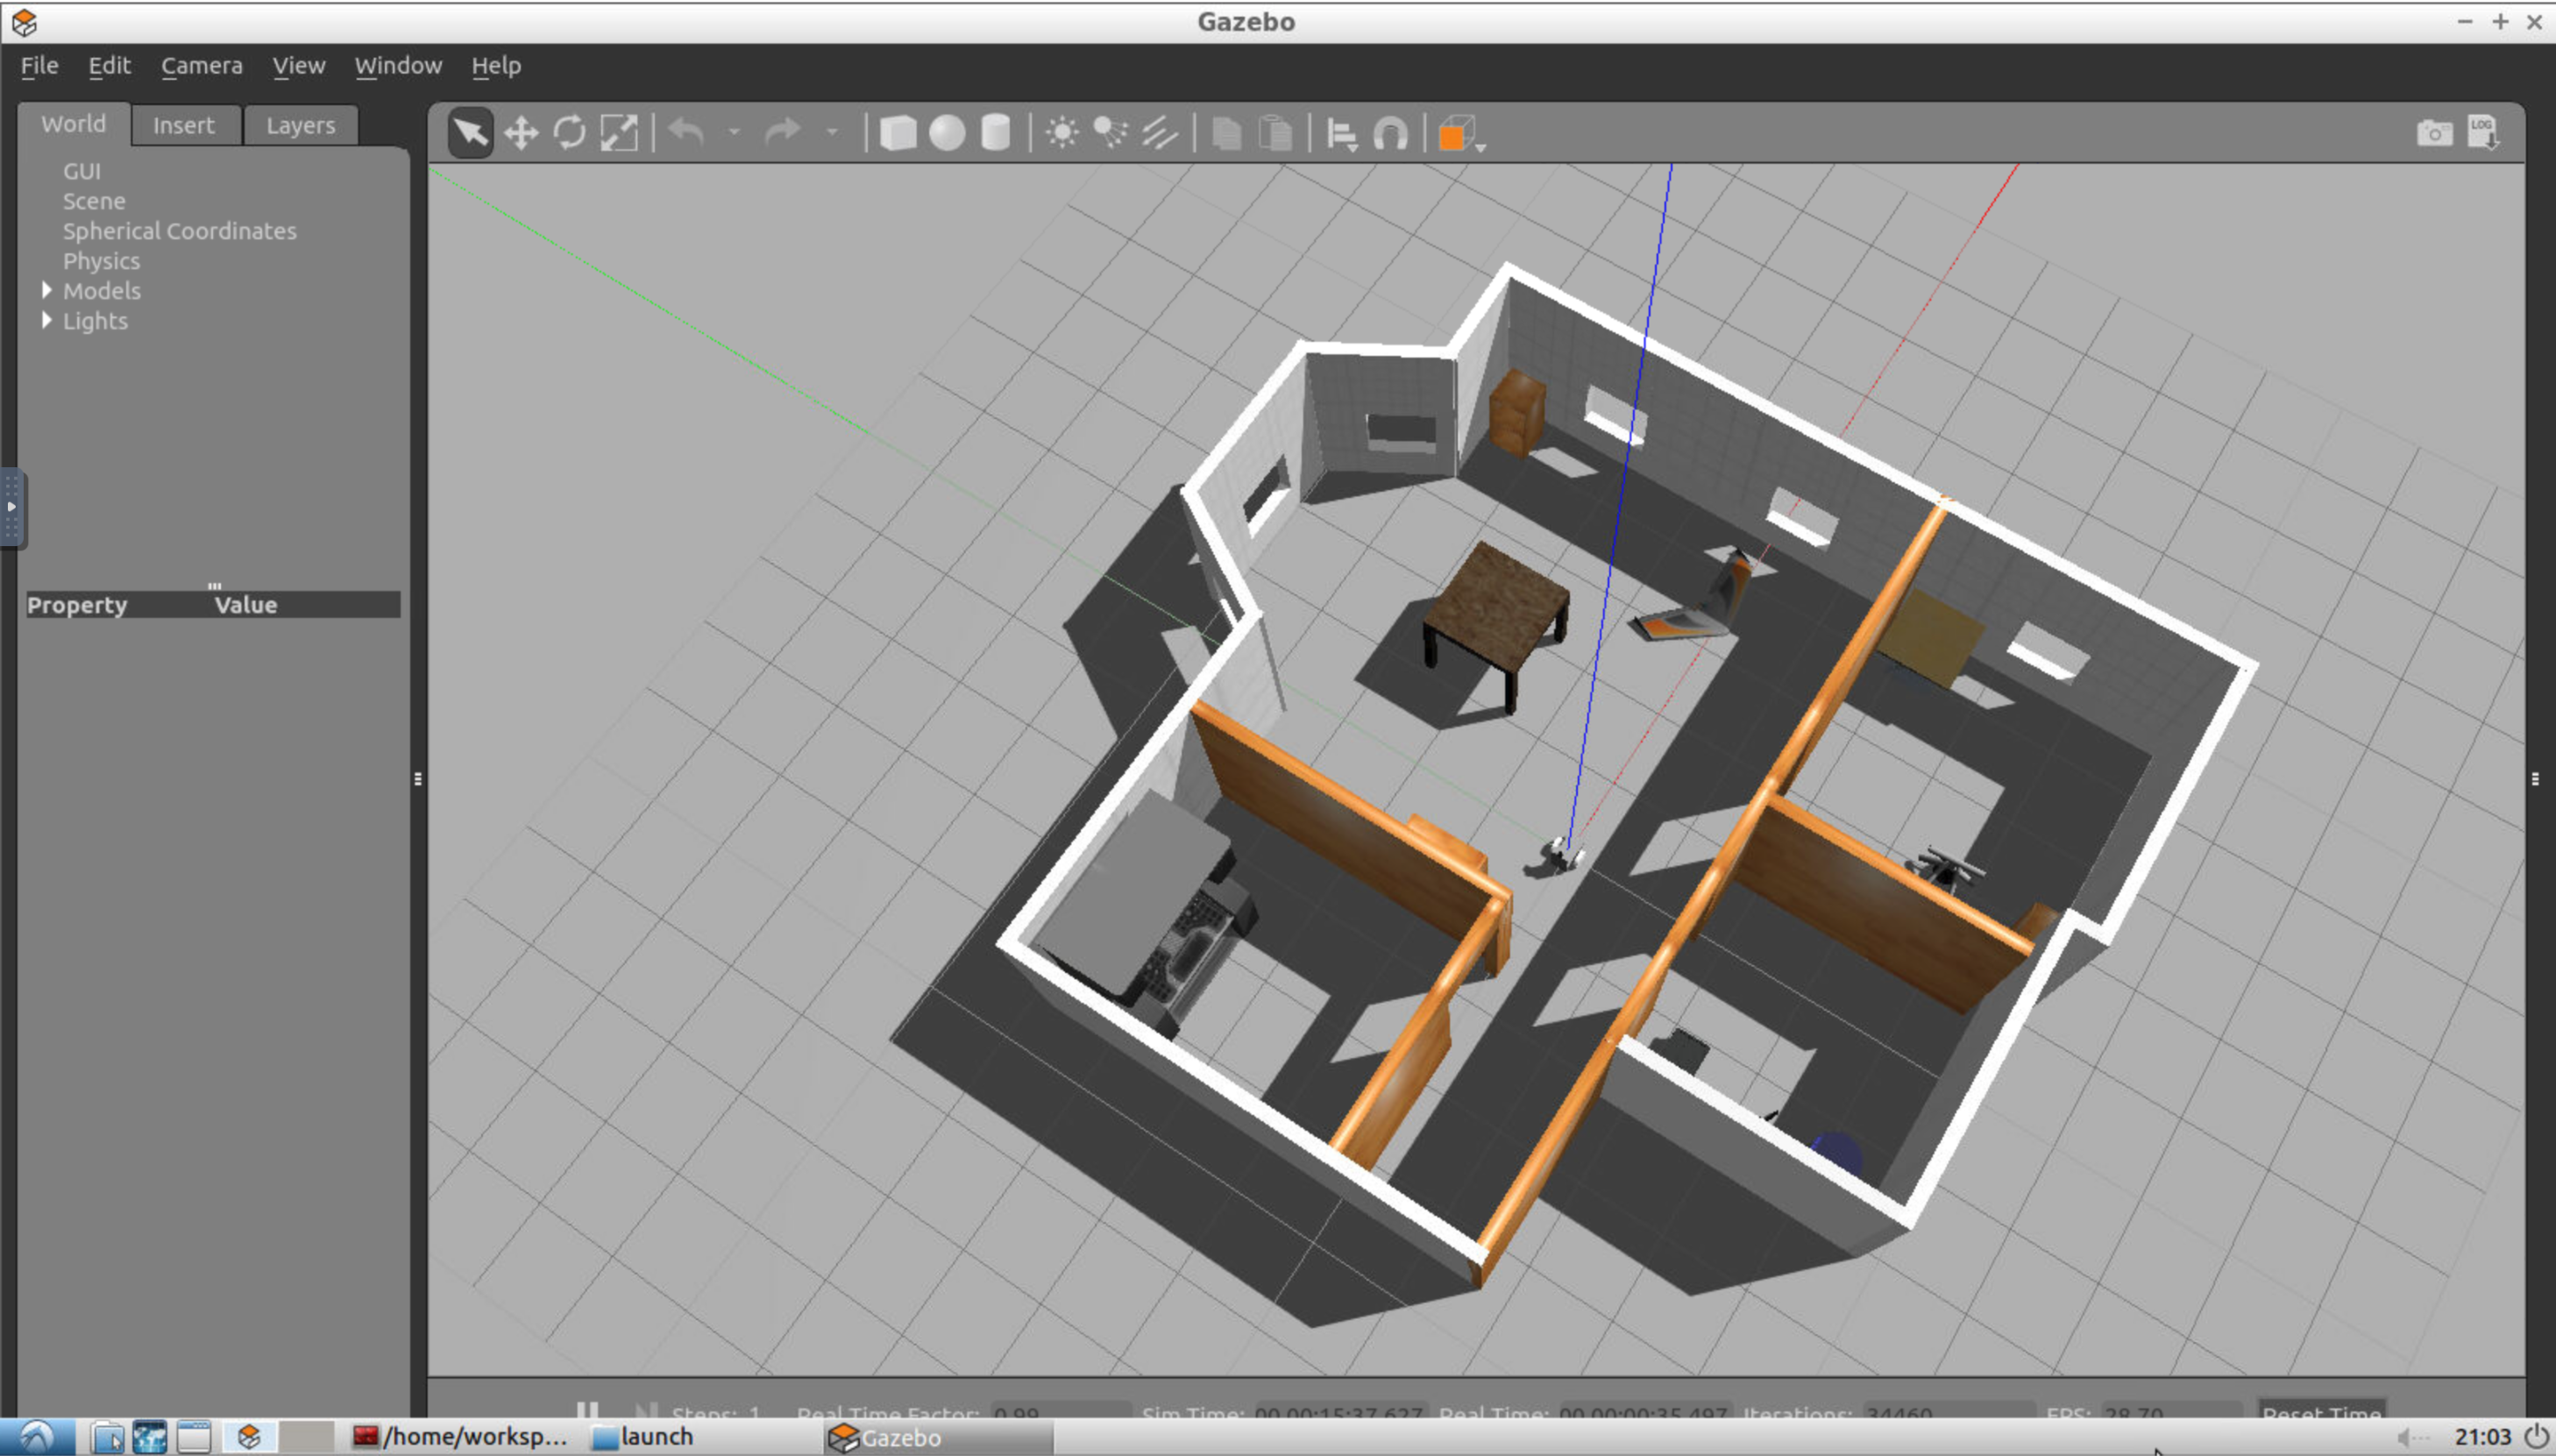 Gazebo
File Edit Camera View Window Help
World Insert Layers
LOG
GUI
Scene
Spherical Coordinates
Physics
Models
Lights
Property Value
Steps: 1 Real Time Factor: 0.99 Sim Time: 00 00:15:37.627 Real Time: 00 00:00:35.497 Iterations: 34460 FPS: 28.70 Reset Time
/home/worksp... launch Gazebo 21:03